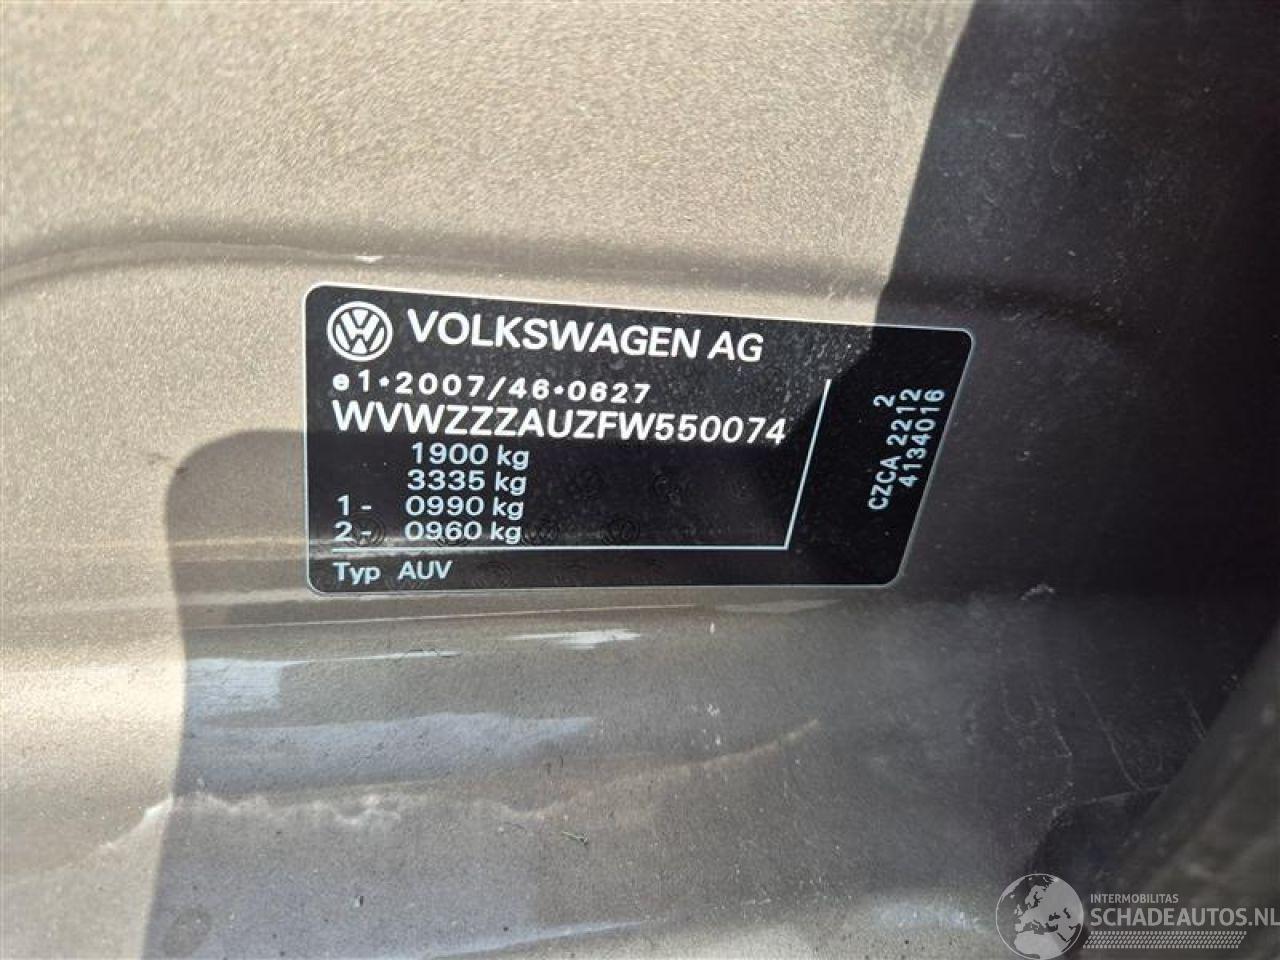 VOLKSWAGEN AG
e1*2007/46*0627
WVWZZZAUZFW550074
1900 kg
3335 kg
1- 0990 kg
2- 0960 kg
Typ AUV
2
CZCA 2212
4134016
INTERMOBILITAS
SCHADEAUTOS.NL